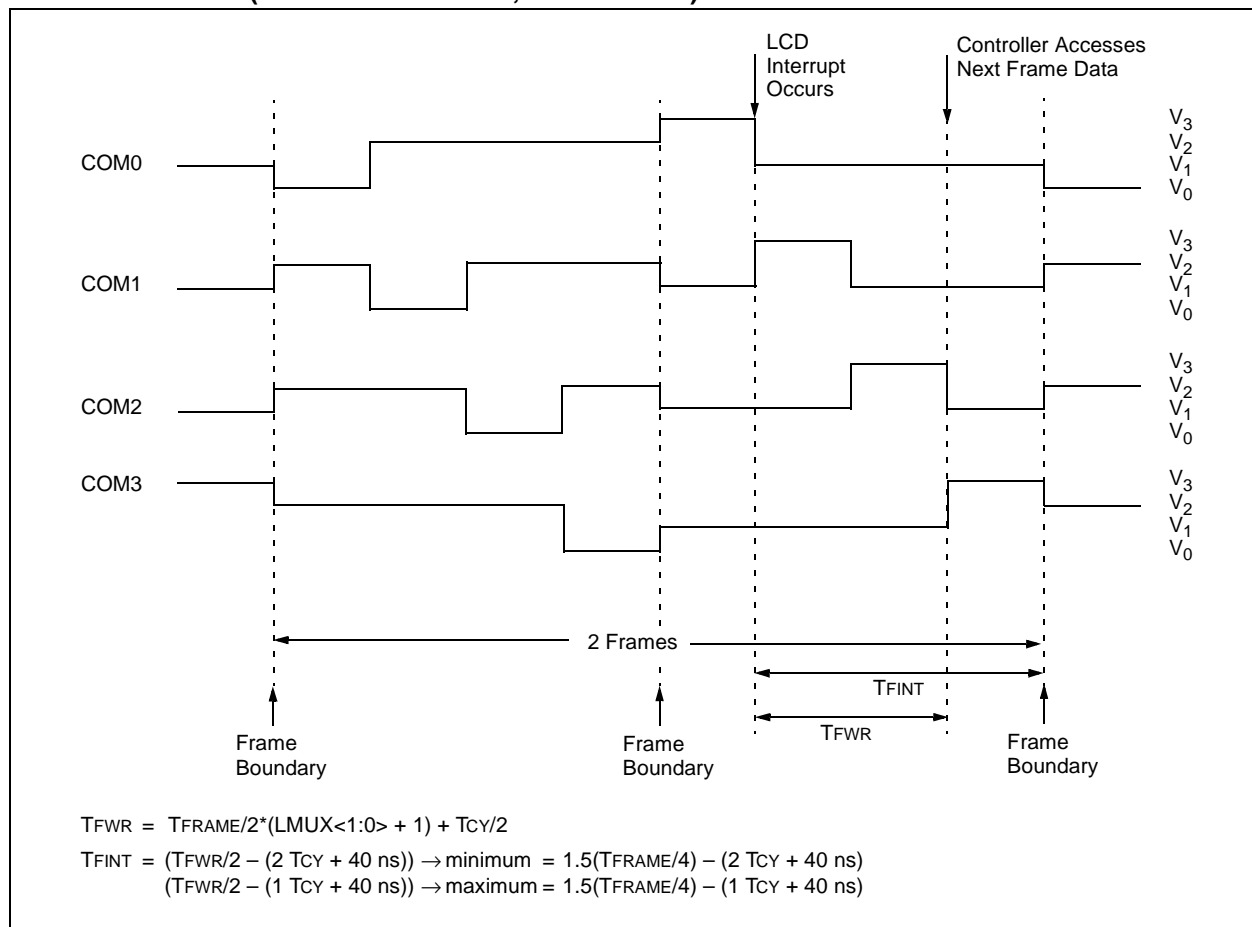 LCD
Interrupt
Occurs
Controller Accesses
Next Frame Data
COM0
V3
V2
V1
V0
COM1
V3
V2
V1
V0
COM2
V3
V2
V1
V0
COM3
V3
V2
V1
V0
2 Frames
TFINT
TFWR
Frame
Boundary
Frame
Boundary
Frame
Boundary
TFWR = TFRAME/2*(LMUX<1:0> + 1) + TCY/2
TFINT = (TFWR/2 – (2 TCY + 40 ns)) → minimum = 1.5(TFRAME/4) – (2 TCY + 40 ns)
(TFWR/2 – (1 TCY + 40 ns)) → maximum = 1.5(TFRAME/4) – (1 TCY + 40 ns)